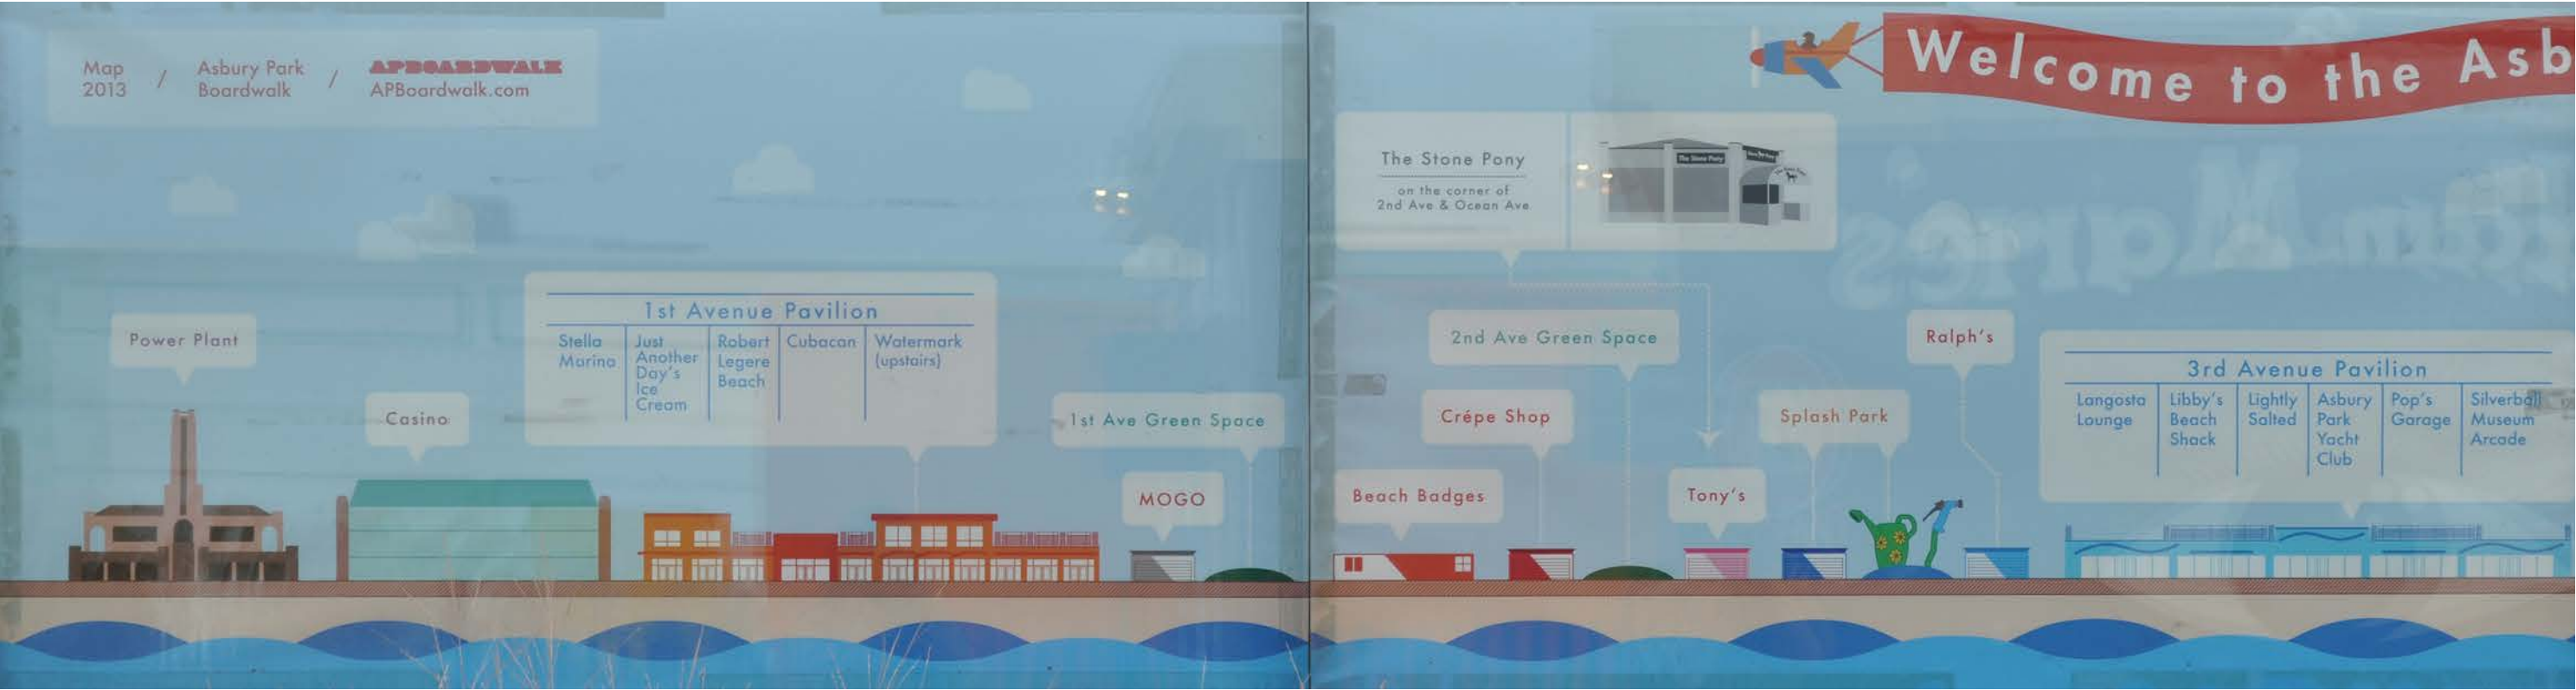 Map
2013
/
Asbury Park
Boardwalk
/
APBOARDWALK
APBoardwalk.com
Welcome to the Asb
The Stone Pony
on the corner of
2nd Ave & Ocean Ave
The Stone Pony
Power Plant
Casino
1st Avenue Pavilion
Stella
Marina
Just
Another
Day's
Ice
Cream
Robert
Legere
Beach
Cubacan
Watermark
(upstairs)
1st Ave Green Space
MOGO
2nd Ave Green Space
Crépe Shop
Beach Badges
Tony's
Splash Park
Ralph's
3rd Avenue Pavilion
Langosta
Lounge
Libby's
Beach
Shack
Lightly
Salted
Asbury
Park
Yacht
Club
Pop's
Garage
Silverball
Museum
Arcade